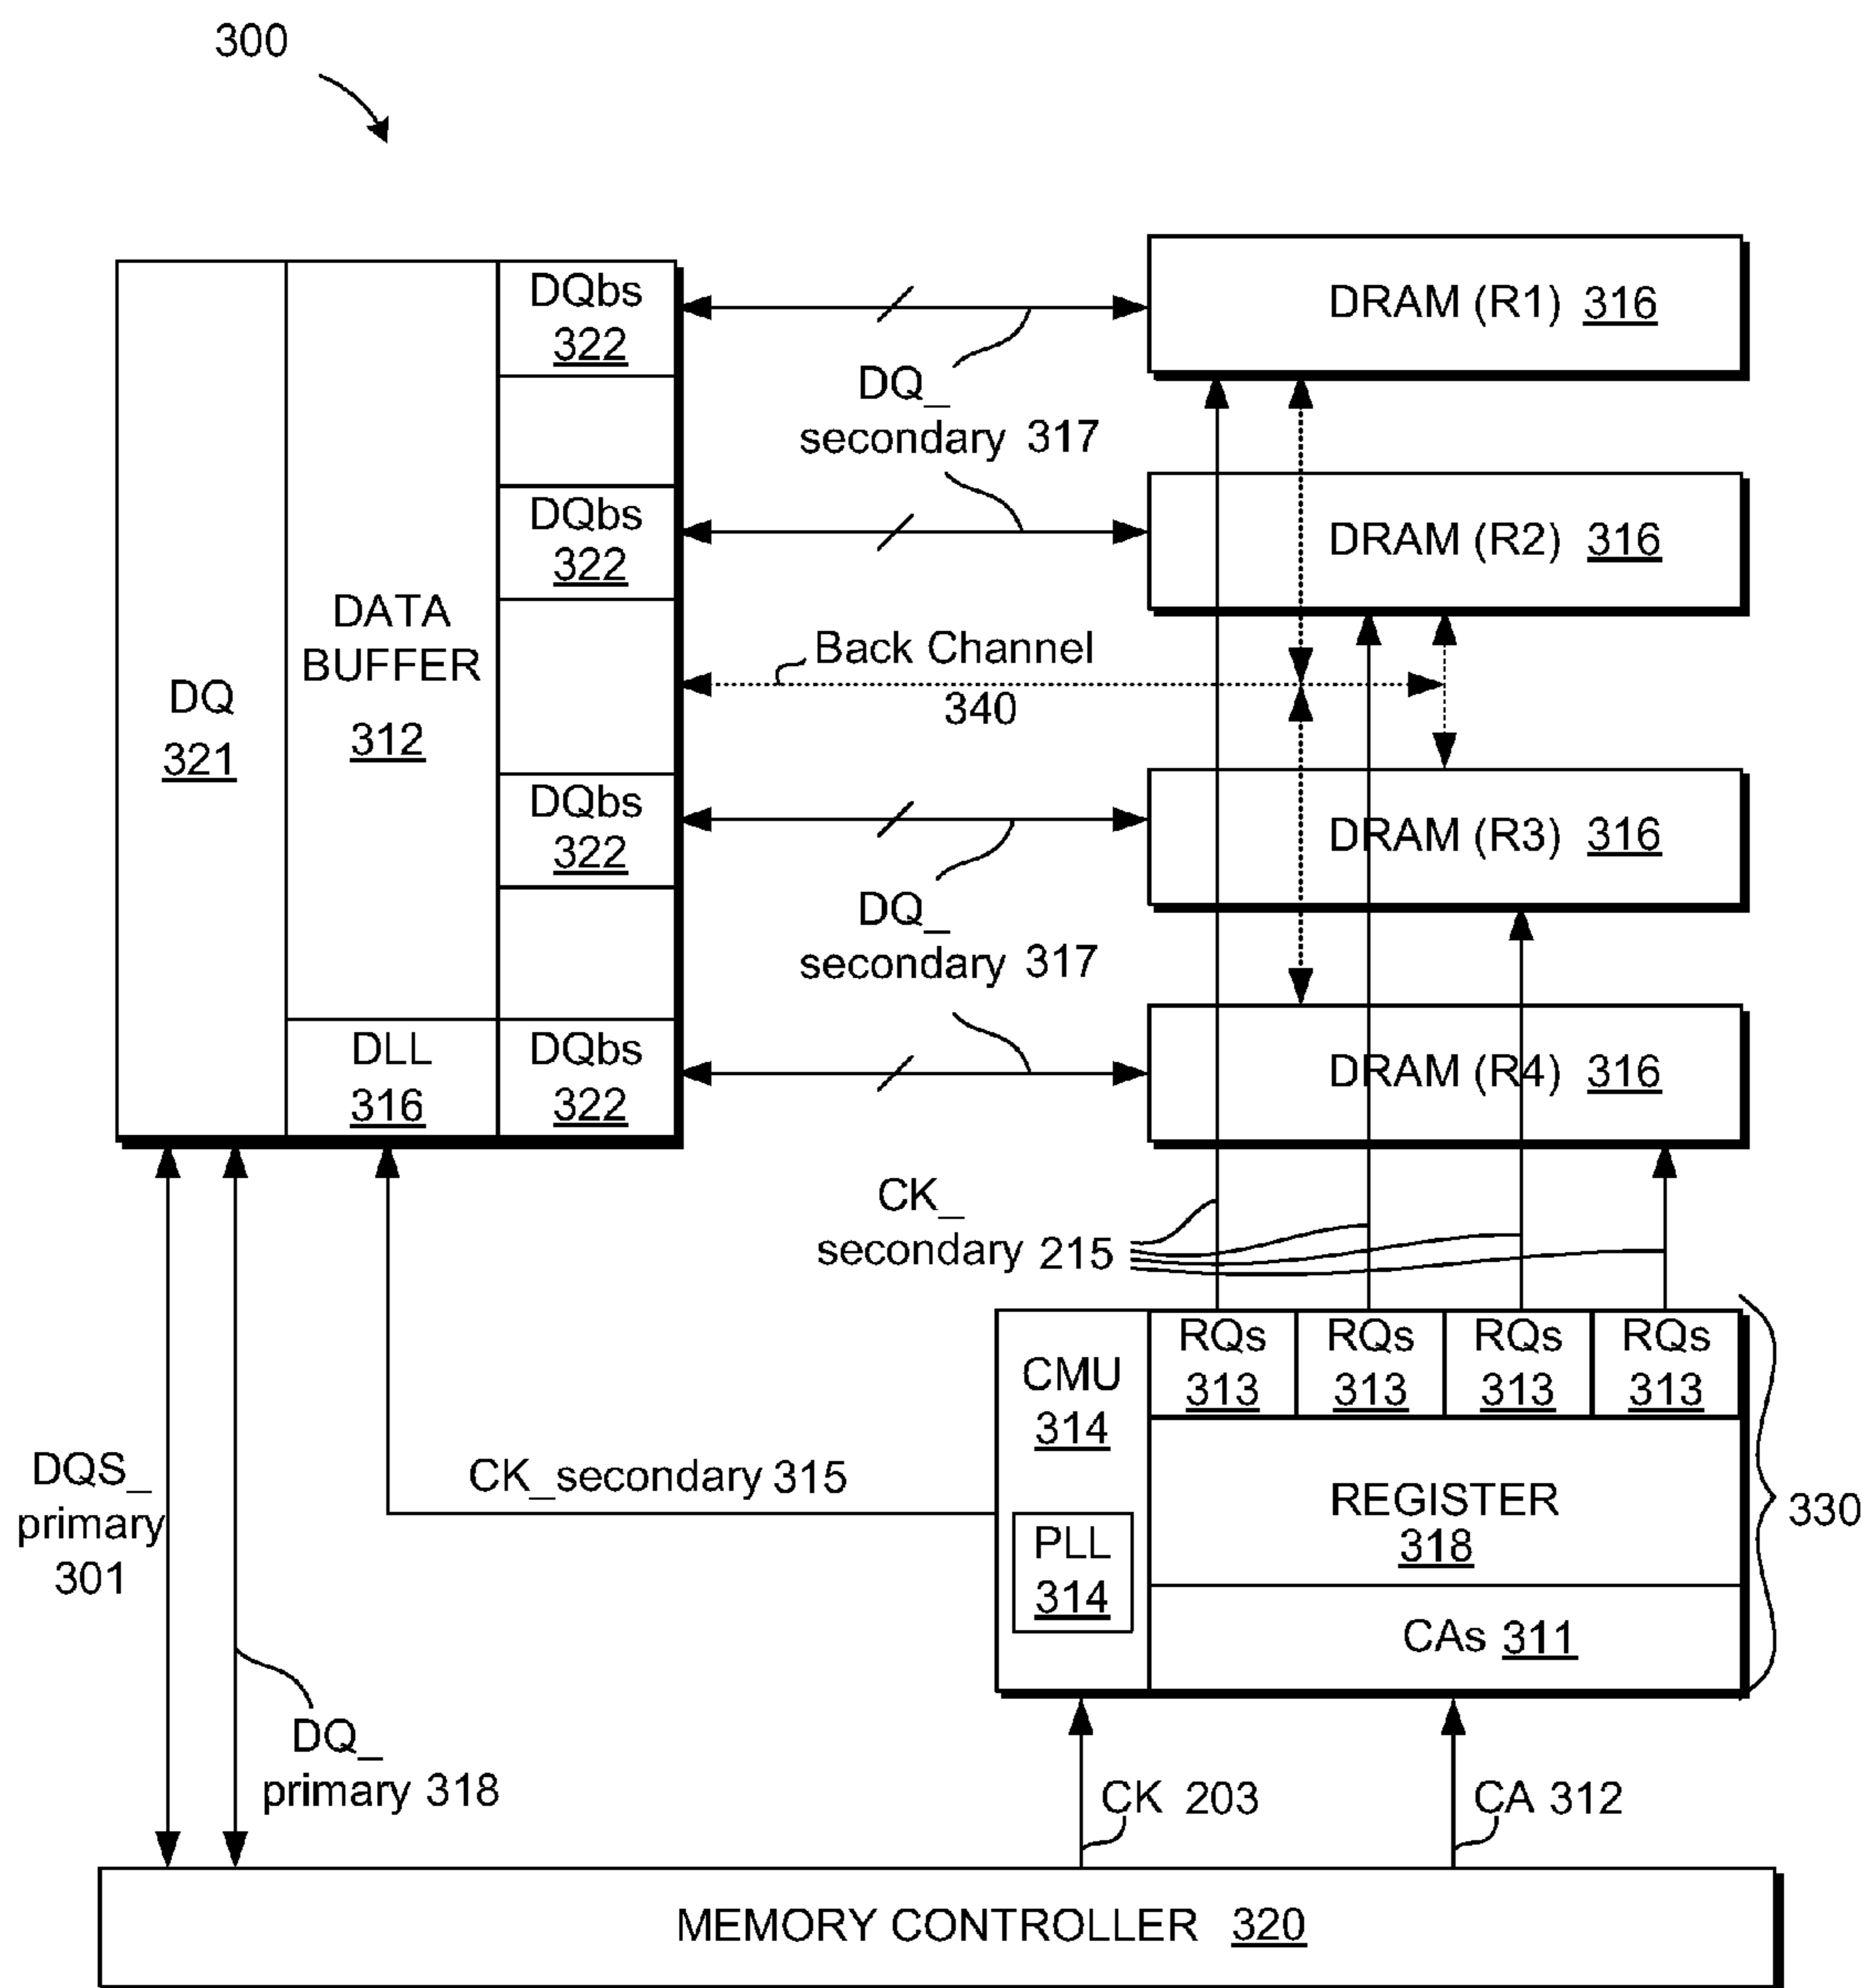 300
DQbs
322
DRAM (R1) 316
DQ_
secondary 317
DQbs
322
DRAM (R2) 316
DATA
BUFFER
312
DQ
321
Back Channel
340
DQbs
322
DRAM (R3) 316
DQ_
secondary 317
DLL
316
DQbs
322
DRAM (R4) 316
CK_
secondary 215
RQs
313
RQs
313
RQs
313
RQs
313
CMU
314
DQS_
primary
301
CK_secondary 315
REGISTER
318
330
PLL
314
CAs 311
DQ_
primary 318
CK 203
CA 312
MEMORY CONTROLLER 320